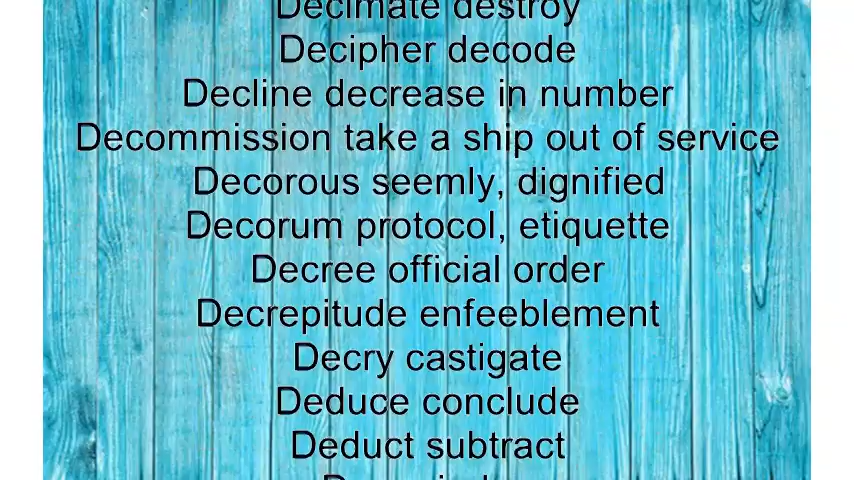 Decimate destroy
Decipher decode
Decline decrease in number
Decommission take a ship out of service
Decorous seemly, dignified
Decorum protocol, etiquette
Decree official order
Decrepitude enfeeblement
Decry castigate
Deduce conclude
Deduct subtract